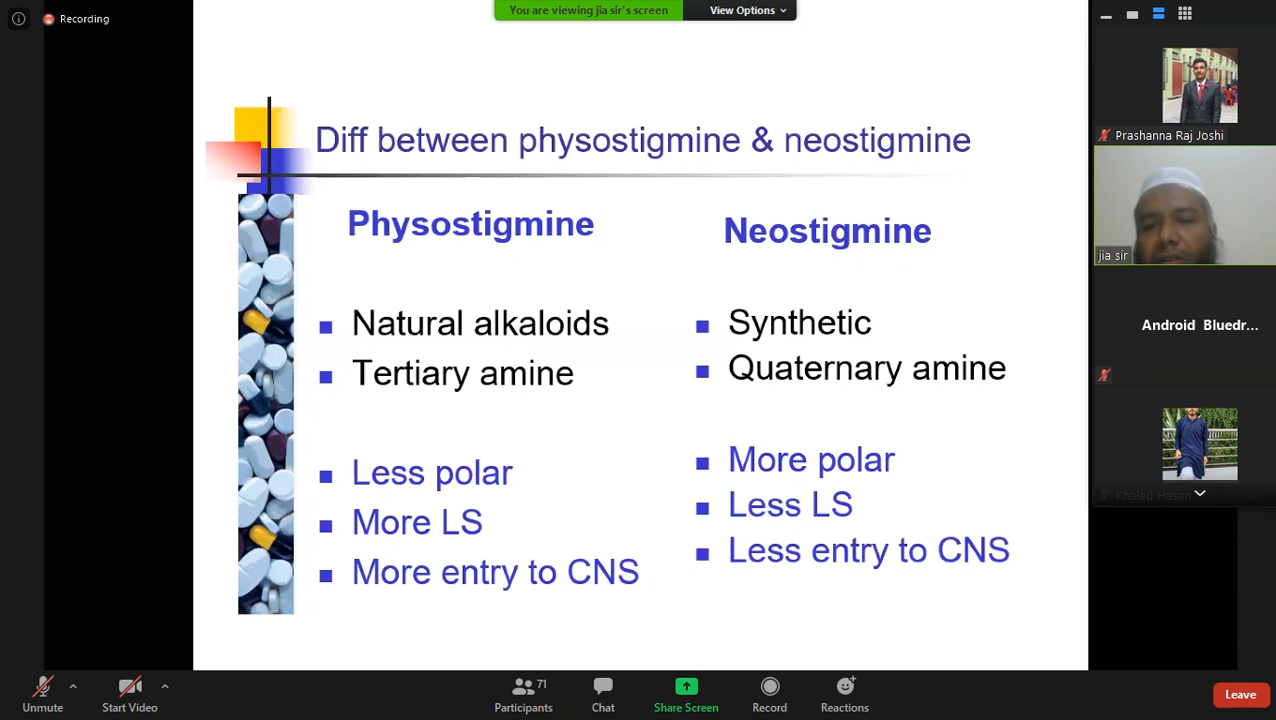 Recording
You are viewing jia sir's screen
View Options
Diff between physostigmine & neostigmine
Physostigmine
Natural alkaloids
Tertiary amine
Less polar
More LS
More entry to CNS
Neostigmine
Synthetic
Quaternary amine
More polar
Less LS
Less entry to CNS
Prashanna Raj Joshi
jia sir
Android Bluedr...
Khaled Hasan
Unmute
Start Video
71
Participants
Chat
Share Screen
Record
Reactions
Leave